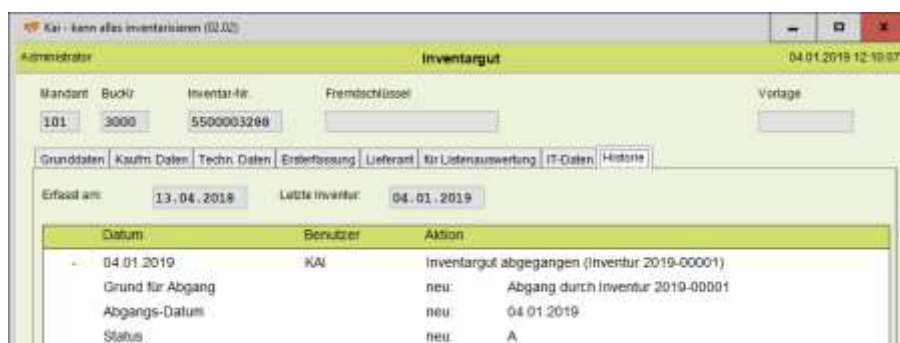 Kai - kann alles inventarisieren (02.02)
Administrator Inventargut 04.01.2019 12:10:07
Mandant BucKr Inventar-Nr. Fremdschlüssel Vorlage
101 3000 5500003200
Grunddaten Kaufm. Daten Techn. Daten Ersterfassung Lieferant für Listenauswertung IT-Daten Historie
Erfasst am: 13.04.2018 Letzte Inventur: 04.01.2019
Datum Benutzer Aktion
- 04.01.2019 KAI Inventargut abgegangen (Inventur 2019-00001)
Grund für Abgang neu: Abgang durch Inventur 2019-00001
Abgangs-Datum neu: 04.01.2019
Status neu: A